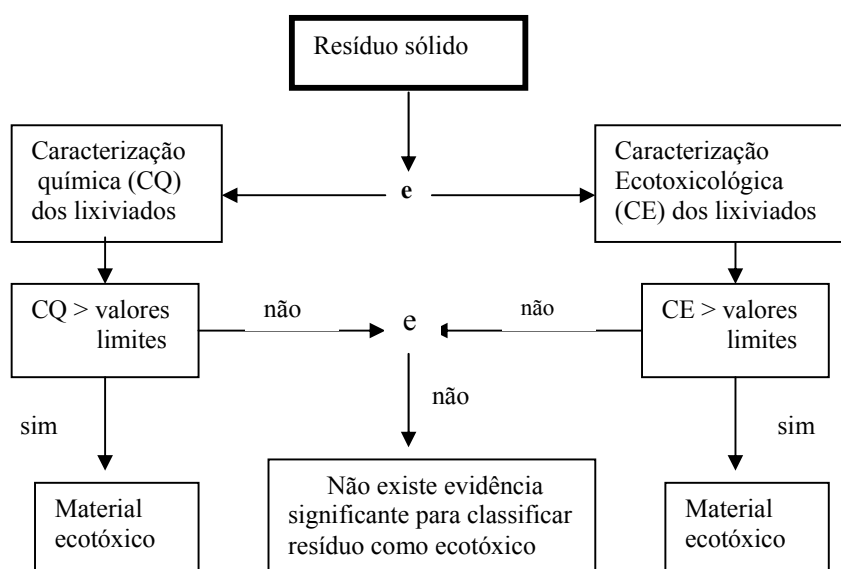 Resíduo sólido
Caracterização
química (CQ)
dos lixiviados
e
Caracterização
Ecotoxicológica
(CE) dos lixiviados
CQ > valores
limites
não
e
não
CE > valores
limites
sim
não
sim
Material
ecotóxico
Não existe evidência
significante para classificar
resíduo como ecotóxico
Material
ecotóxico